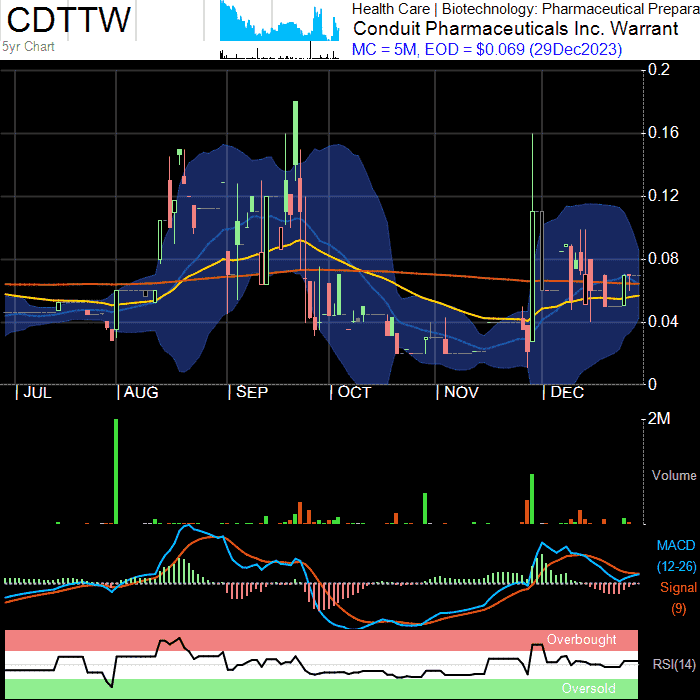 CDTTW
5yr Chart
Health Care | Biotechnology: Pharmaceutical Prepara
Conduit Pharmaceuticals Inc. Warrant
MC = 5M, EOD = $0.069 (29Dec2023)
0.2
0.16
0.12
0.08
0.04
0
| JUL | AUG | SEP | OCT | NOV | DEC
2M
Volume
MACD
(12-26)
Signal
(9)
Overbought
RSI(14)
Oversold